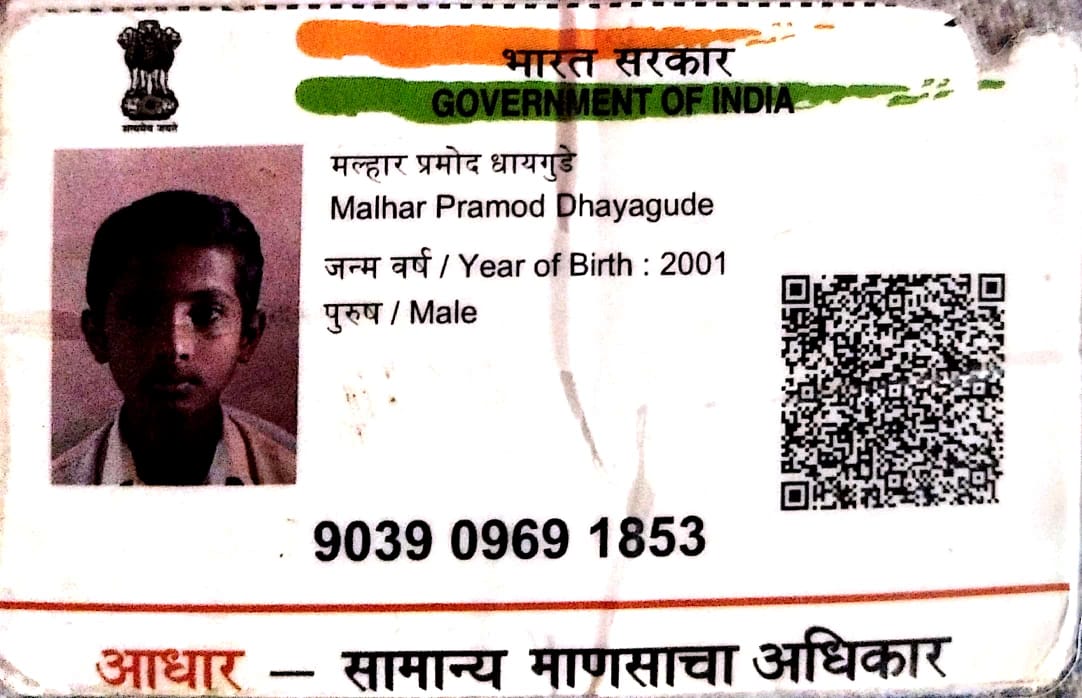 भारत सरकार
GOVERNMENT OF INDIA
सत्यमेव जयते
मल्हार प्रमोद धायगुडे
Malhar Pramod Dhayagude
जन्म वर्ष / Year of Birth : 2001
पुरुष / Male
9039 0969 1853
आधार — सामान्य माणसाचा अधिकार